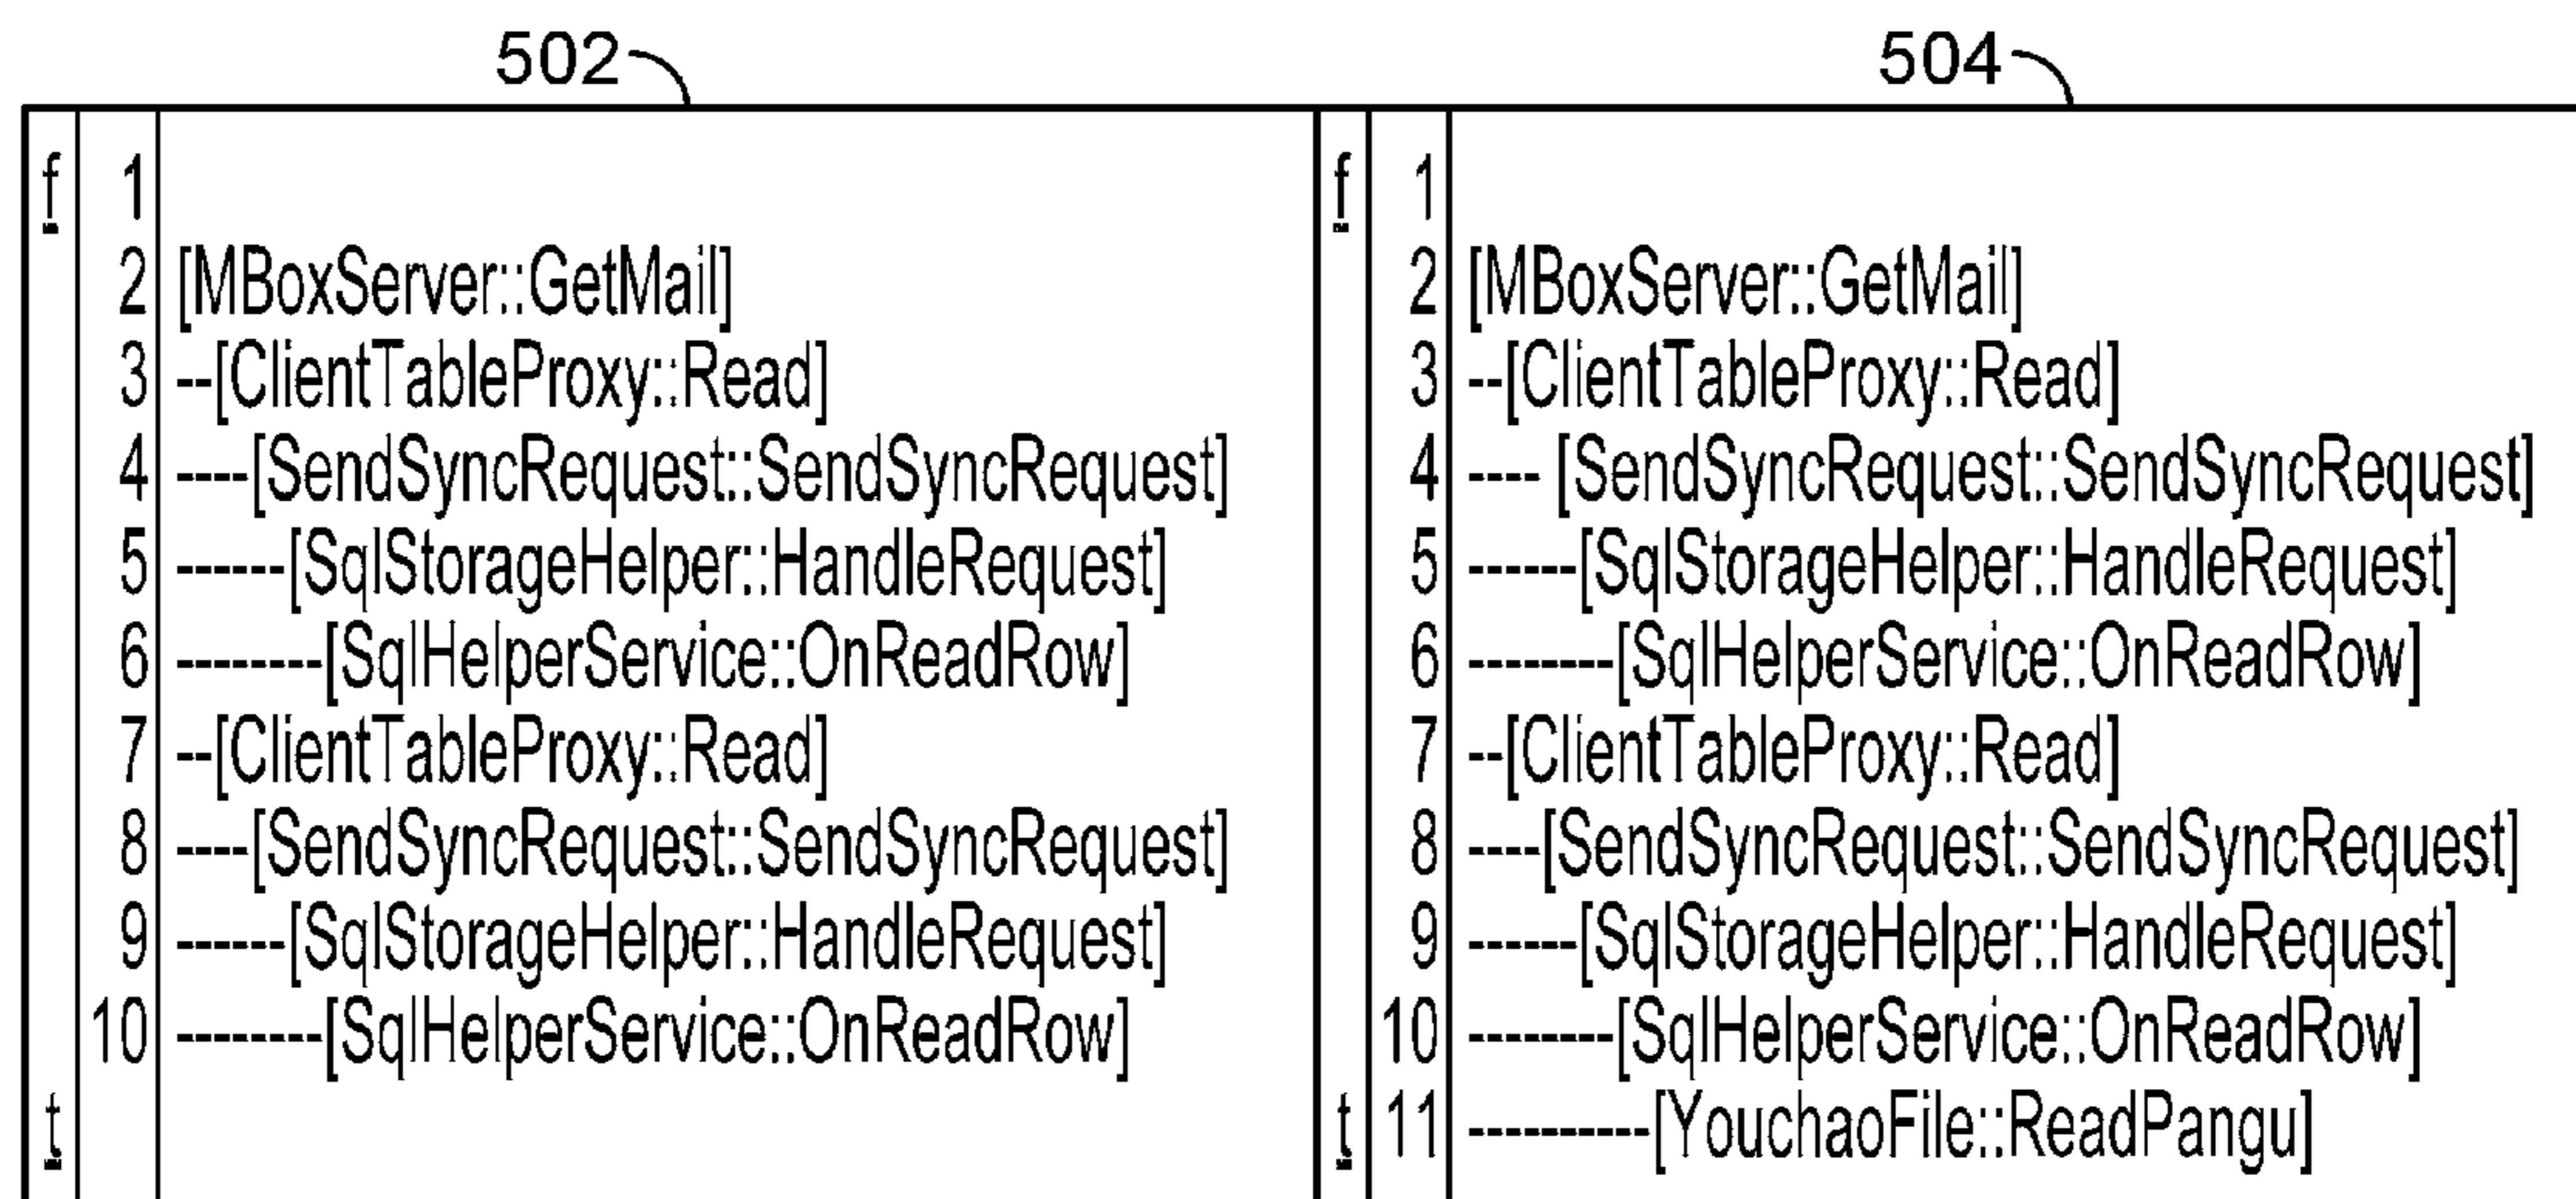 502
f 1
2 [MBoxServer::GetMail]
3 --[ClientTableProxy::Read]
4 ----[SendSyncRequest::SendSyncRequest]
5 ------[SqlStorageHelper::HandleRequest]
6 --------[SqlHelperService::OnReadRow]
7 --[ClientTableProxy::Read]
8 ----[SendSyncRequest::SendSyncRequest]
9 ------[SqlStorageHelper::HandleRequest]
10 --------[SqlHelperService::OnReadRow]
t
504
f 1
2 [MBoxServer::GetMail]
3 --[ClientTableProxy::Read]
4 ---- [SendSyncRequest::SendSyncRequest]
5 ------[SqlStorageHelper::HandleRequest]
6 --------[SqlHelperService::OnReadRow]
7 --[ClientTableProxy::Read]
8 ----[SendSyncRequest::SendSyncRequest]
9 ------[SqlStorageHelper::HandleRequest]
10 --------[SqlHelperService::OnReadRow]
t 11 ----------[YouchaoFile::ReadPangu]